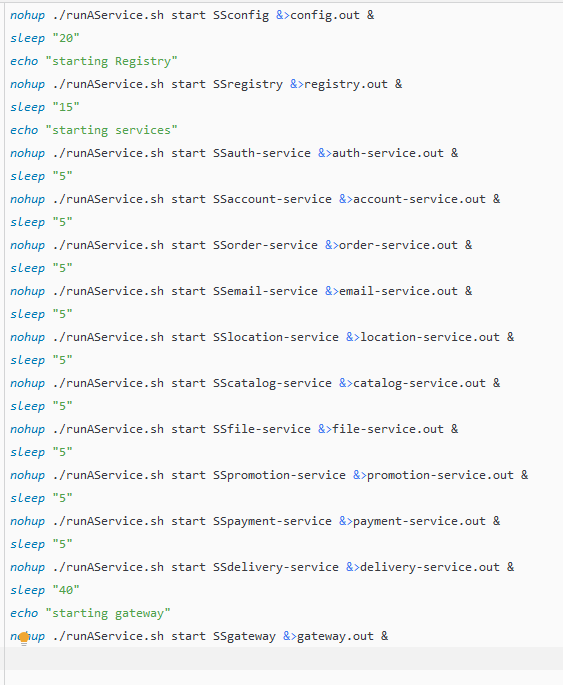 nohup ./runAService.sh start SSconfig &>config.out &
sleep "20"
echo "starting Registry"
nohup ./runAService.sh start SSregistry &>registry.out &
sleep "15"
echo "starting services"
nohup ./runAService.sh start SSauth-service &>auth-service.out &
sleep "5"
nohup ./runAService.sh start SSaccount-service &>account-service.out &
sleep "5"
nohup ./runAService.sh start SSorder-service &>order-service.out &
sleep "5"
nohup ./runAService.sh start SSemail-service &>email-service.out &
sleep "5"
nohup ./runAService.sh start SSlocation-service &>location-service.out &
sleep "5"
nohup ./runAService.sh start SScatalog-service &>catalog-service.out &
sleep "5"
nohup ./runAService.sh start SSfile-service &>file-service.out &
sleep "5"
nohup ./runAService.sh start SSpromotion-service &>promotion-service.out &
sleep "5"
nohup ./runAService.sh start SSpayment-service &>payment-service.out &
sleep "5"
nohup ./runAService.sh start SSdelivery-service &>delivery-service.out &
sleep "40"
echo "starting gateway"
nohup ./runAService.sh start SSgateway &>gateway.out &